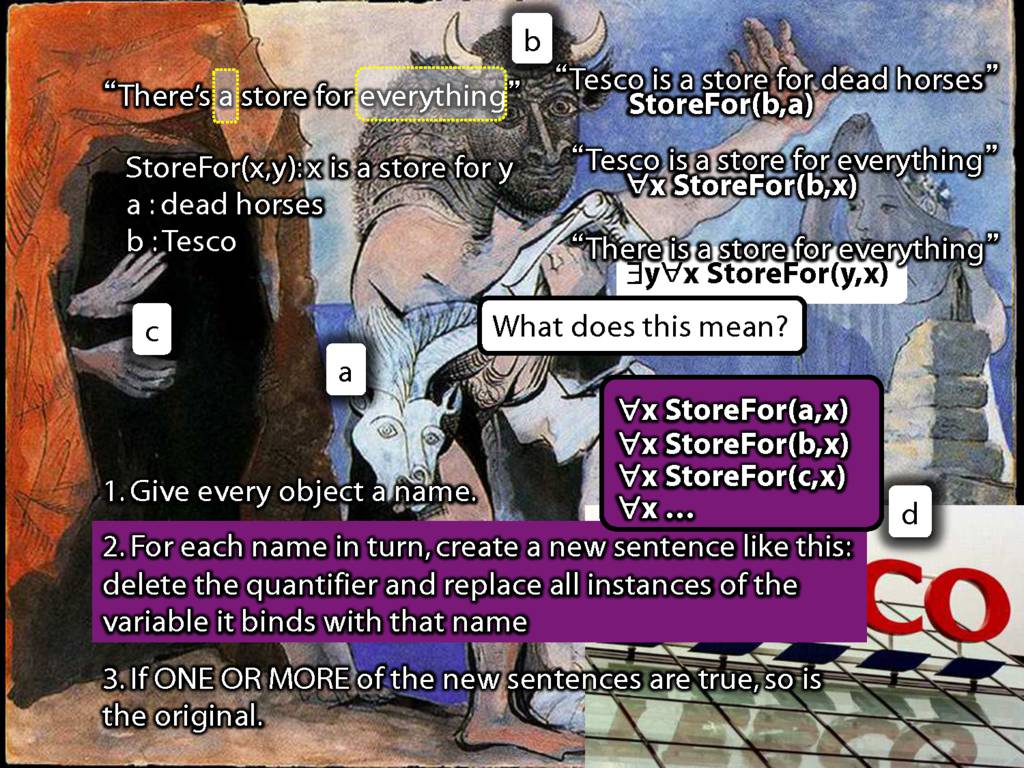 b
“There’s a store for everything”
StoreFor(x,y): x is a store for y
a : dead horses
b : Tesco
“Tesco is a store for dead horses”
StoreFor(b,a)
“Tesco is a store for everything”
∀x StoreFor(b,x)
“There is a store for everything”
∃y∀x StoreFor(y,x)
What does this mean?
c
a
∀x StoreFor(a,x)
∀x StoreFor(b,x)
∀x StoreFor(c,x)
∀x …
d
1. Give every object a name.
2. For each name in turn, create a new sentence like this:
delete the quantifier and replace all instances of the
variable it binds with that name
3. If ONE OR MORE of the new sentences are true, so is
the original.
CO